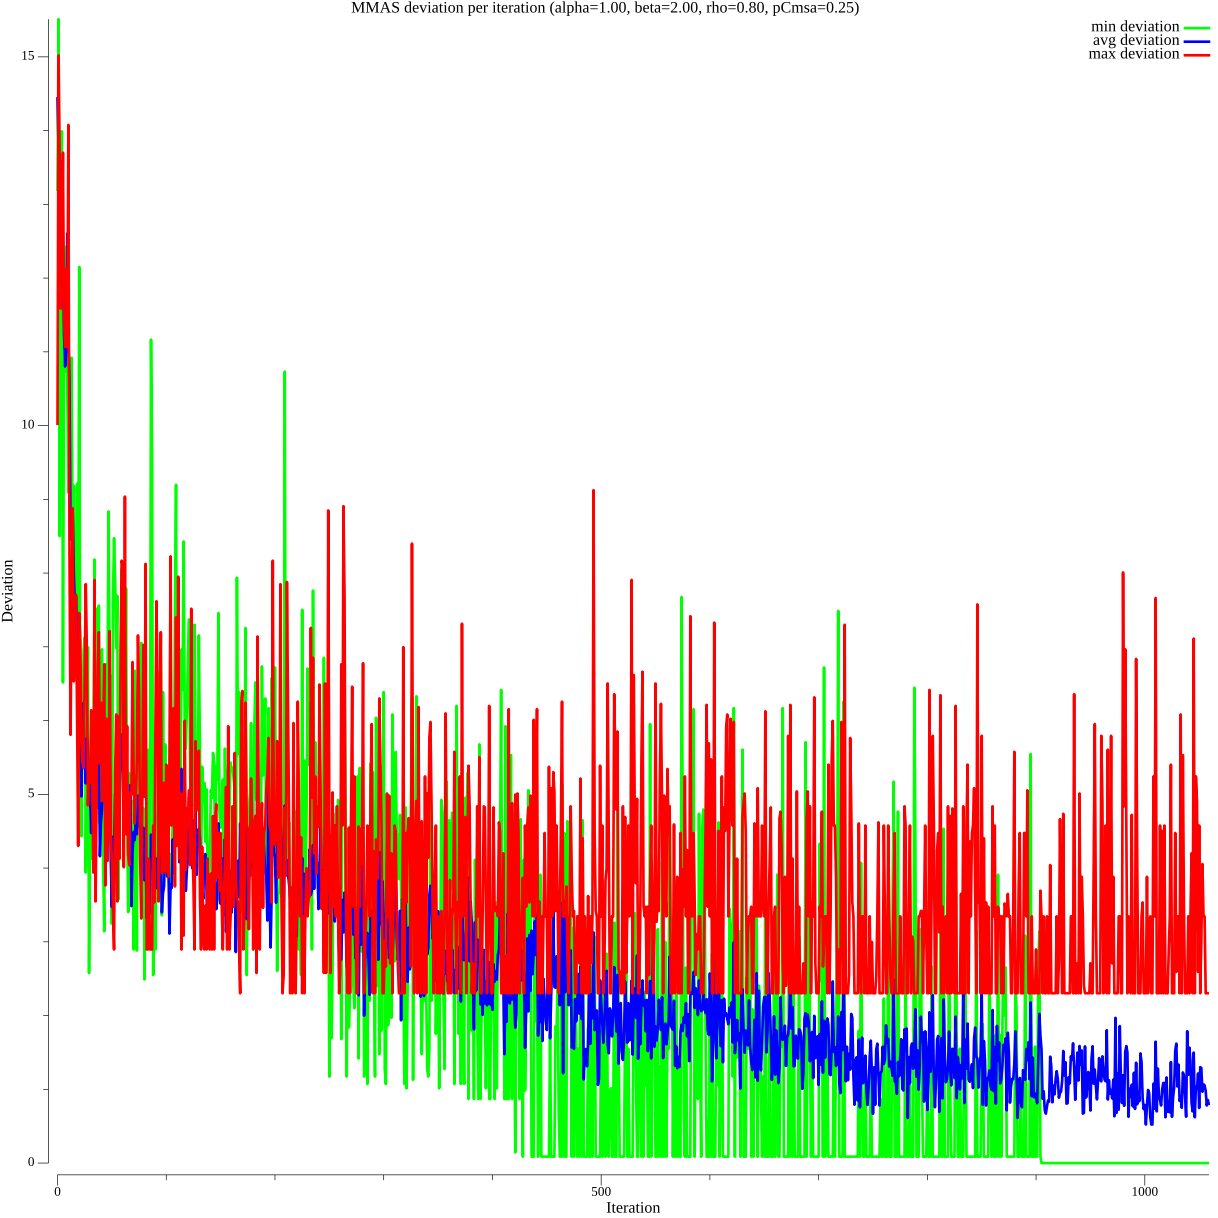 MMAS deviation per iteration (alpha=1.00, beta=2.00, rho=0.80, pCmsa=0.25)
min deviation
avg deviation
max deviation
15
10
5
0
Deviation
0
500
1000
Iteration